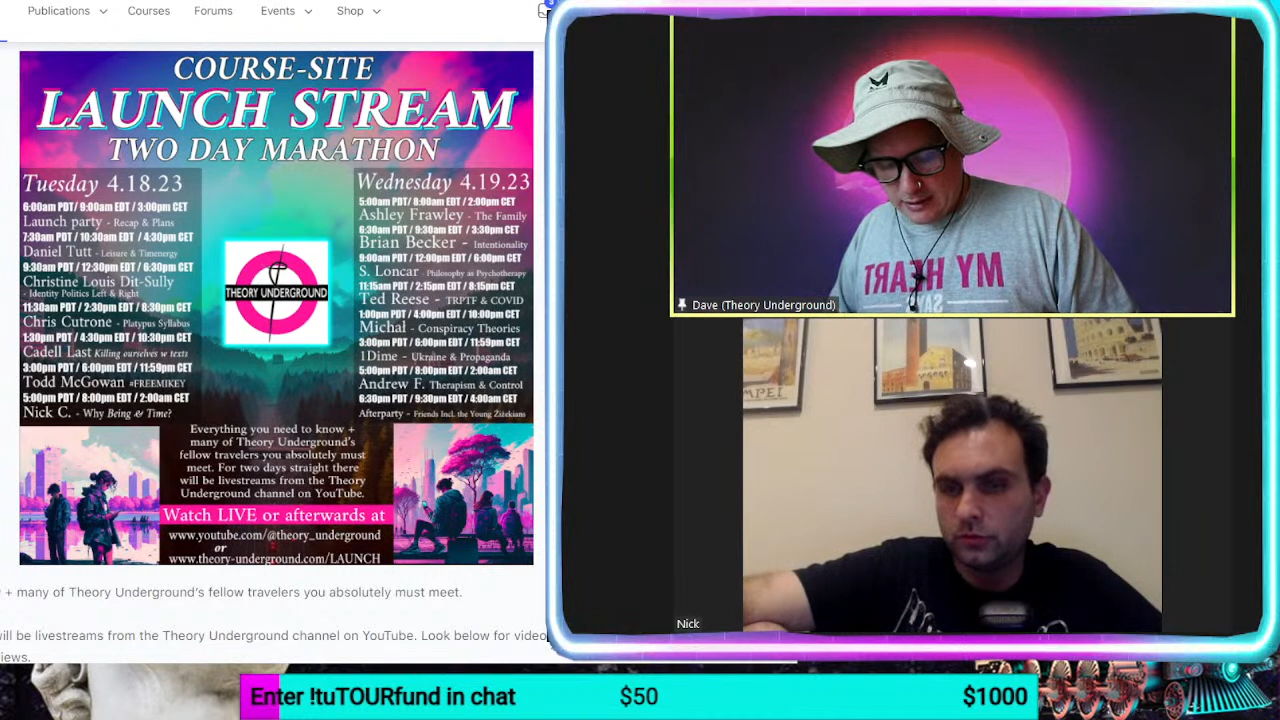 Publications
Courses
Forums
Events
Shop
3
COURSE-SITE
LAUNCH STREAM
TWO DAY MARATHON
Tuesday 4.18.23
6:00am PDT/ 9:00am EDT / 3:00pm CET
Launch party - Recap & Plans
7:30am PDT / 10:30am EDT / 4:30pm CET
Daniel Tutt - Leisure & Timenergy
9:30am PDT / 12:30pm EDT / 6:30pm CET
Christine Louis Dit-Sully
- Identity Politics Left & Right
11:30am PDT / 2:30pm EDT / 8:30pm CET
Chris Cutrone - Platypus Syllabus
1:30pm PDT / 4:30pm EDT / 10:30pm CET
Cadell Last Killing ourselves w texts
3:00pm PDT / 6:00pm EDT / 11:59pm CET
Todd McGowan #FREEMIKEY
5:00pm PDT / 8:00pm EDT / 2:00am CET
Nick C. - Why Being & Time?
Wednesday 4.19.23
5:00am PDT/ 8:00am EDT / 2:00pm CET
Ashley Frawley - The Family
6:30am PDT / 9:30am EDT / 3:30pm CET
Brian Becker - Intentionality
9:00am PDT / 12:00pm EDT / 6:00pm CET
S. Loncar - Philosophy as Psychotherapy
11:15am PDT / 2:15pm EDT / 8:15pm CET
Ted Reese - TRPTF & COVID
1:00pm PDT / 4:00pm EDT / 10:00pm CET
Michal - Conspiracy Theories
3:00pm PDT / 6:00pm EDT / 11:59pm CET
1Dime - Ukraine & Propaganda
5:00pm PDT / 8:00pm EDT / 2:00am CET
Andrew F. Therapism & Control
6:30pm PDT / 9:30pm EDT / 4:00am CET
Afterparty - Friends Incl. the Young Žižekians
THEORY UNDERGROUND
Everything you need to know +
many of Theory Underground's
fellow travelers you absolutely must
meet. For two days straight there
will be livestreams from the Theory
Underground channel on YouTube.
Watch LIVE or afterwards at
www.youtube.com/@theory_underground
or
www.theory-underground.com/LAUNCH
+ many of Theory Underground's fellow travelers you absolutely must meet.
will be livestreams from the Theory Underground channel on YouTube. Look below for video
views.
MY HEART
Dave (Theory Underground)
Nick
Enter !tuTOURfund in chat
$50
$1000